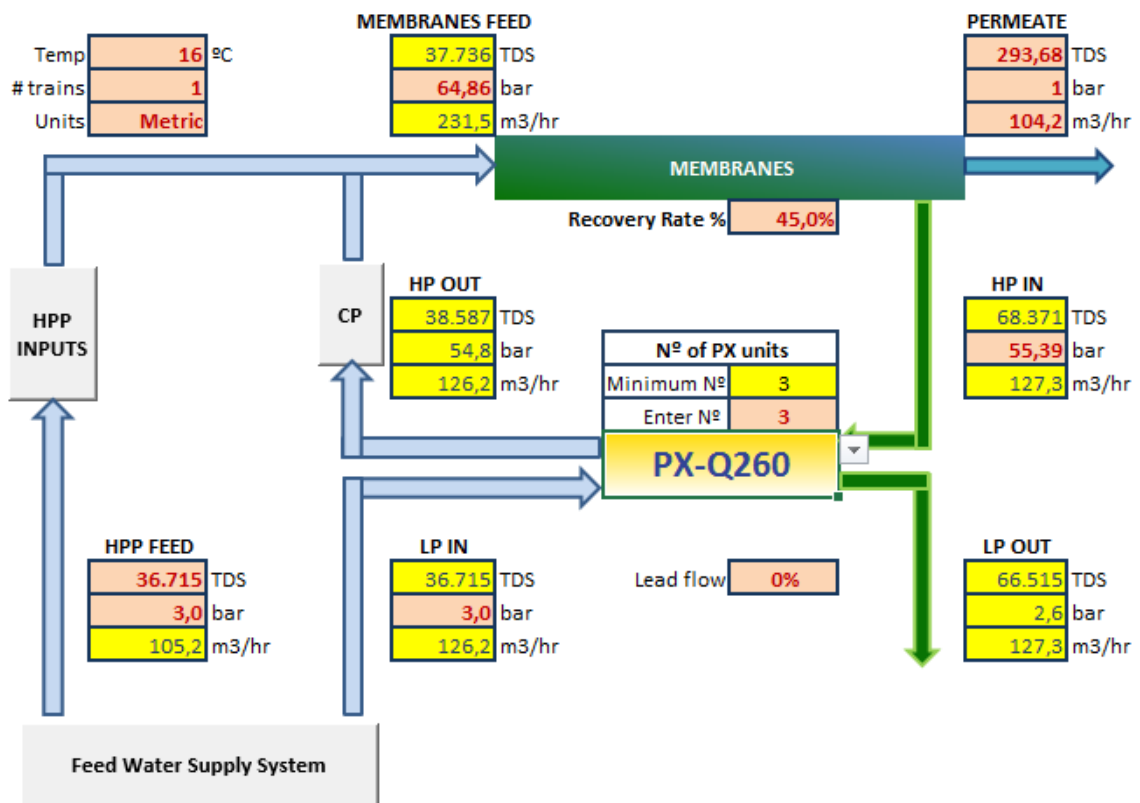 MEMBRANES FEED
PERMEATE
Temp 16 ºC
37.736 TDS
293,68 TDS
# trains 1
64,86 bar
1 bar
Units Metric
231,5 m3/hr
104,2 m3/hr
MEMBRANES
Recovery Rate % 45,0%
HPP
INPUTS
CP
HP OUT
38.587 TDS
54,8 bar
126,2 m3/hr
Nº of PX units
Minimum Nº 3
Enter Nº 3
PX-Q260
HP IN
68.371 TDS
55,39 bar
127,3 m3/hr
HPP FEED
36.715 TDS
3,0 bar
105,2 m3/hr
LP IN
36.715 TDS
3,0 bar
126,2 m3/hr
Lead flow 0%
LP OUT
66.515 TDS
2,6 bar
127,3 m3/hr
Feed Water Supply System